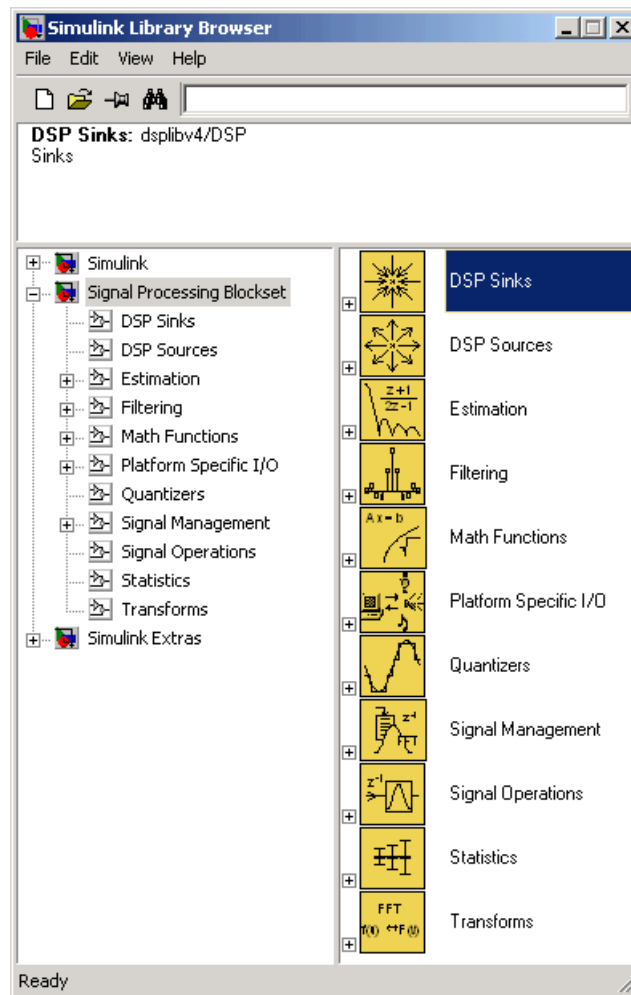 Simulink Library Browser
File Edit View Help
DSP Sinks: dsplibv4/DSP
Sinks
Simulink
Signal Processing Blockset
DSP Sinks
DSP Sources
Estimation
Filtering
Math Functions
Platform Specific I/O
Quantizers
Signal Management
Signal Operations
Statistics
Transforms
Simulink Extras
DSP Sinks
DSP Sources
z+1
2z-1
Estimation
Filtering
Ax=b
Math Functions
Platform Specific I/O
Quantizers
z-1
FFT
Signal Management
z-1
Signal Operations
Statistics
FFT
f(t) ↔F(l)
Transforms
Ready